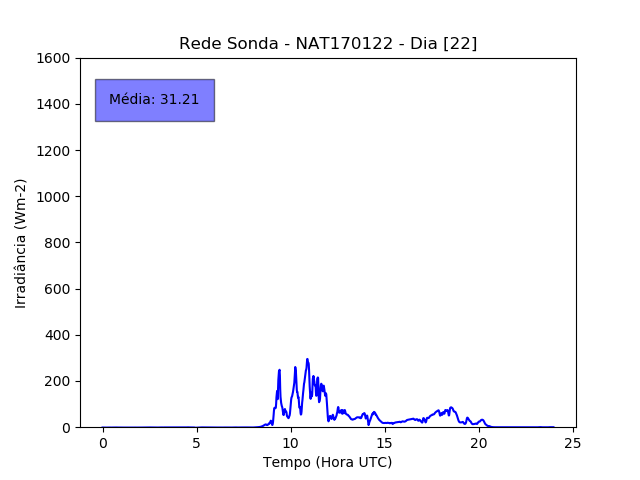 Rede Sonda - NAT170122 - Dia [22]
1600
1400
1200
1000
800
600
400
200
0
Média: 31.21
Irradiância (Wm-2)
0 5 10 15 20 25
Tempo (Hora UTC)